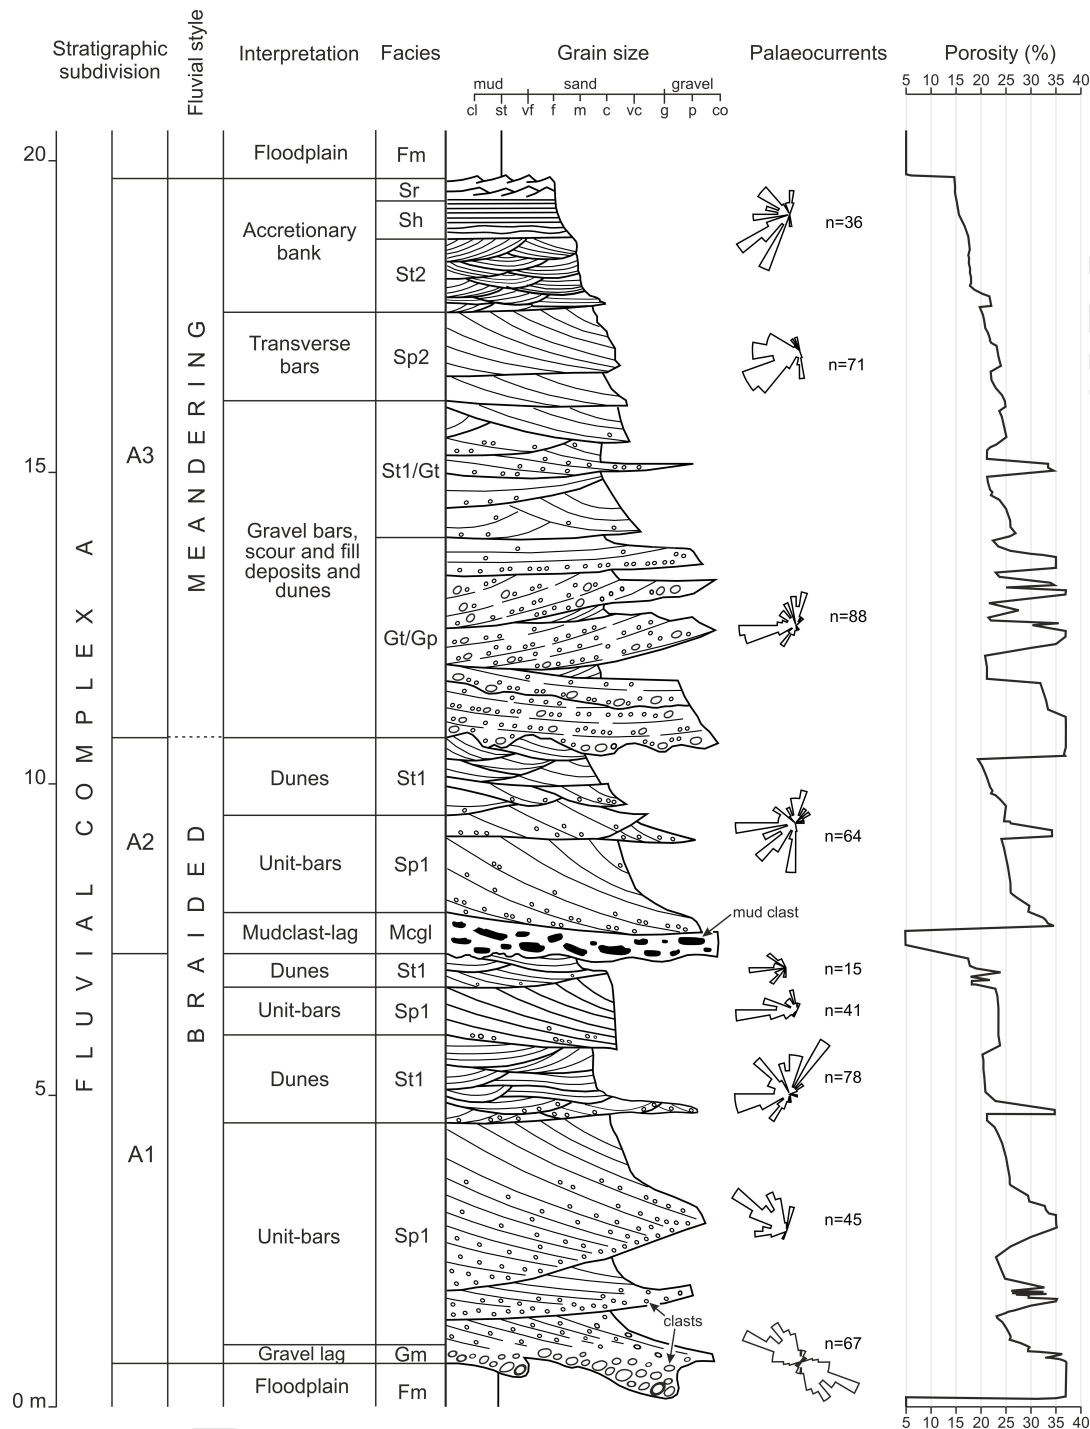 Stratigraphic
subdivision
Fluvial style
Interpretation
Facies
Grain size
Palaeocurrents
Porosity (%)
mud
sand
gravel
cl st vf f m c vc g p co
5 10 15 20 25 30 35 40
20
15
10
5
0 m
FLUVIAL COMPLEX A
A3
A2
A1
MEANDERING
BRAIDED
Floodplain
Fm
Accretionary
bank
Sr
Sh
St2
n=36
Transverse
bars
Sp2
n=71
Gravel bars,
scour and fill
deposits and
dunes
St1/Gt
Gt/Gp
n=88
Dunes
St1
Unit-bars
Sp1
n=64
mud clast
Mudclast-lag
Mcgl
Dunes
St1
n=15
Unit-bars
Sp1
n=41
Dunes
St1
n=78
Unit-bars
Sp1
n=45
clasts
Gravel lag
Gm
n=67
Floodplain
Fm
5 10 15 20 25 30 35 40